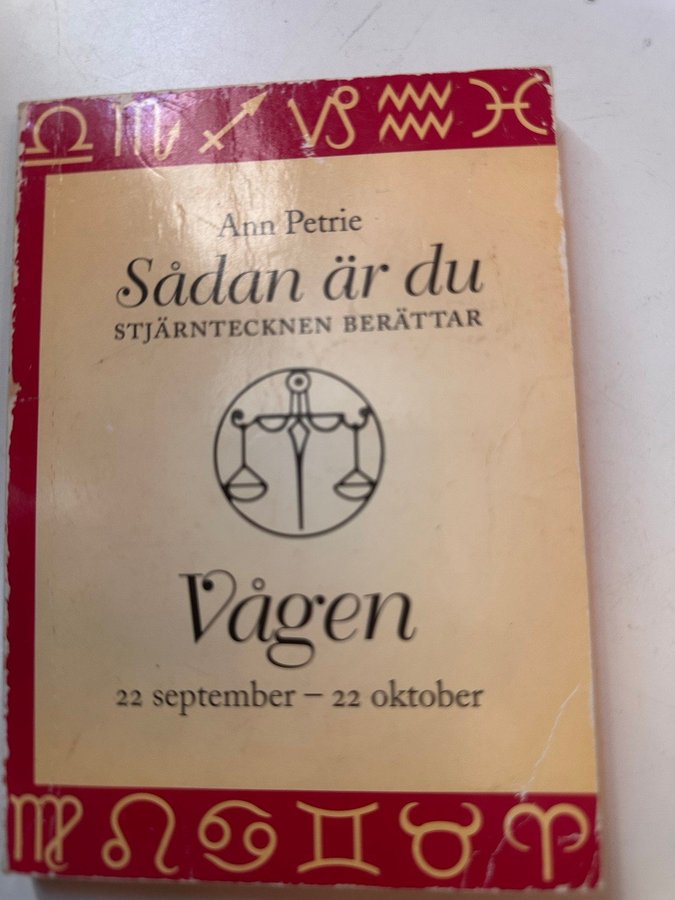 Ann Petrie
Sådan är du
STJÄRNTECKNEN BERÄTTAR
Vågen
22 september – 22 oktober